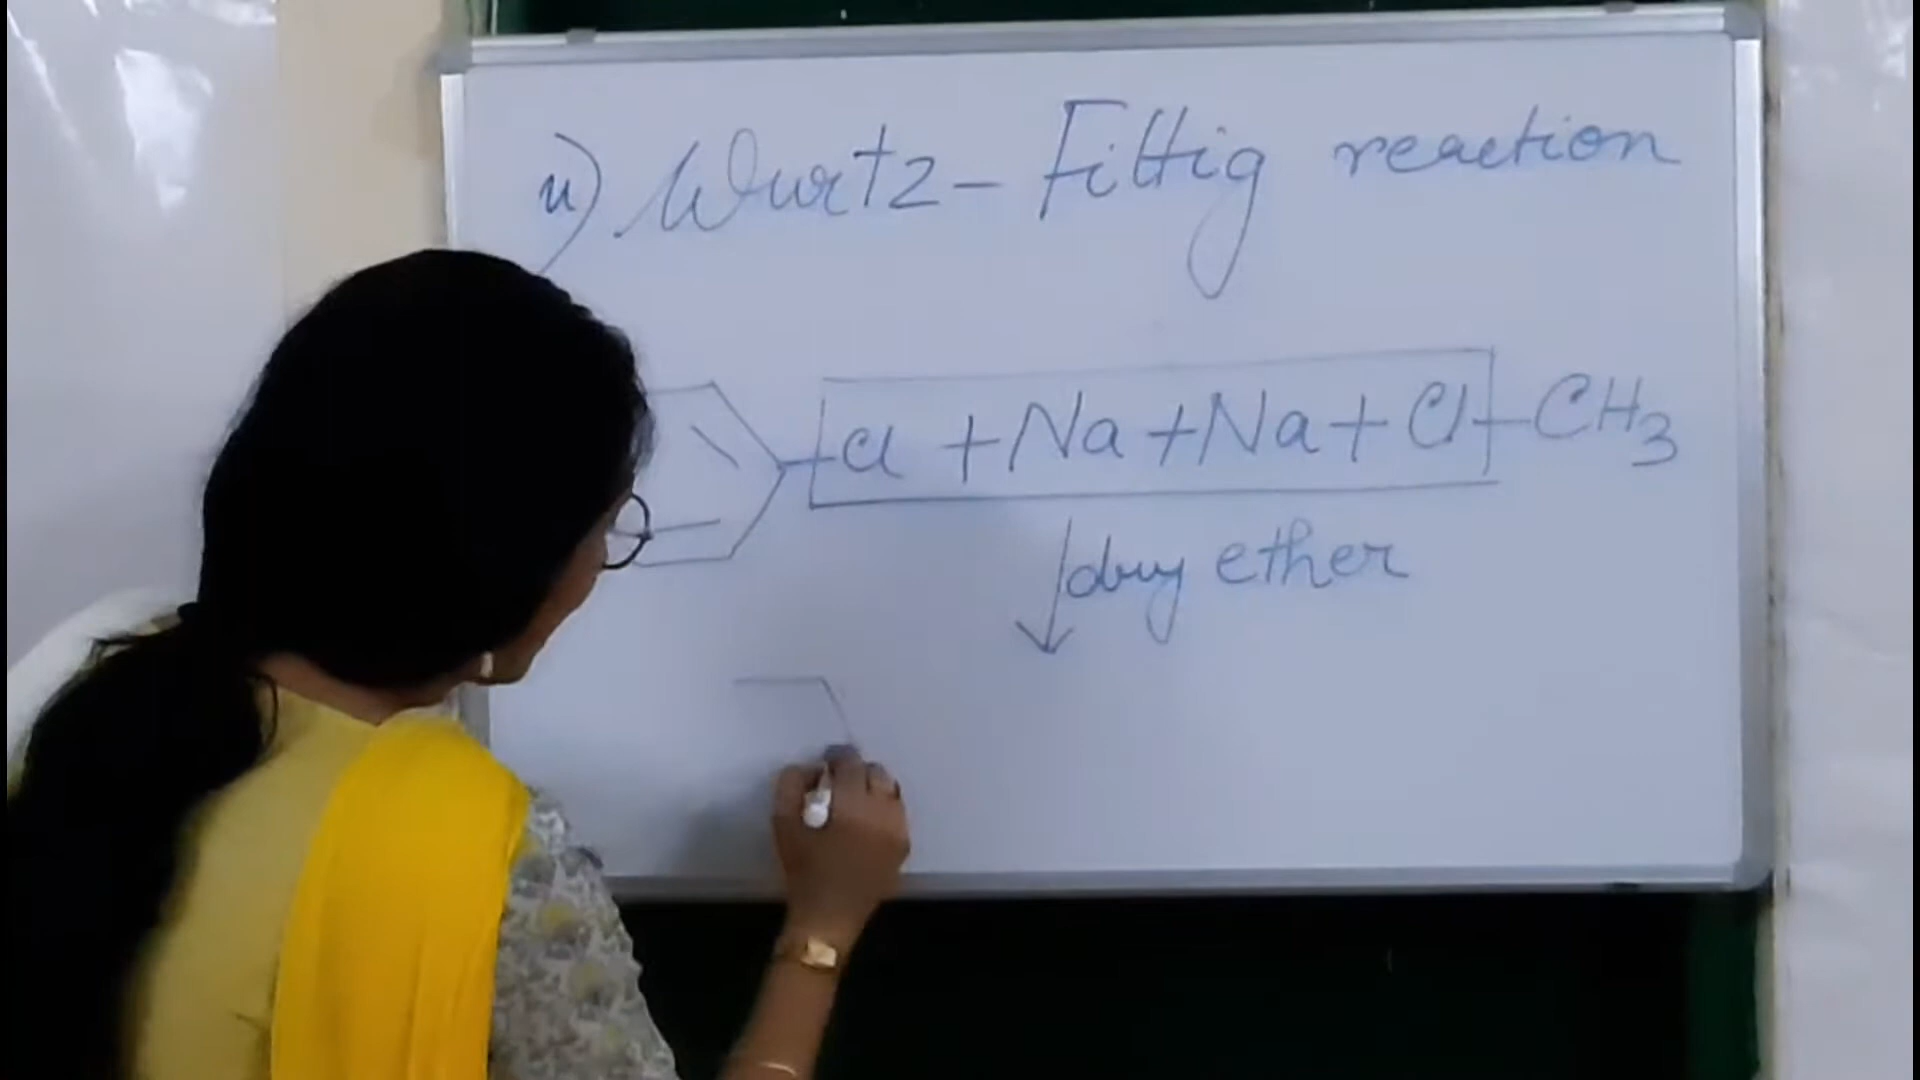 ii) Wurtz - Fittig reaction
Cl + Na + Na + Cl - CH3
dry ether